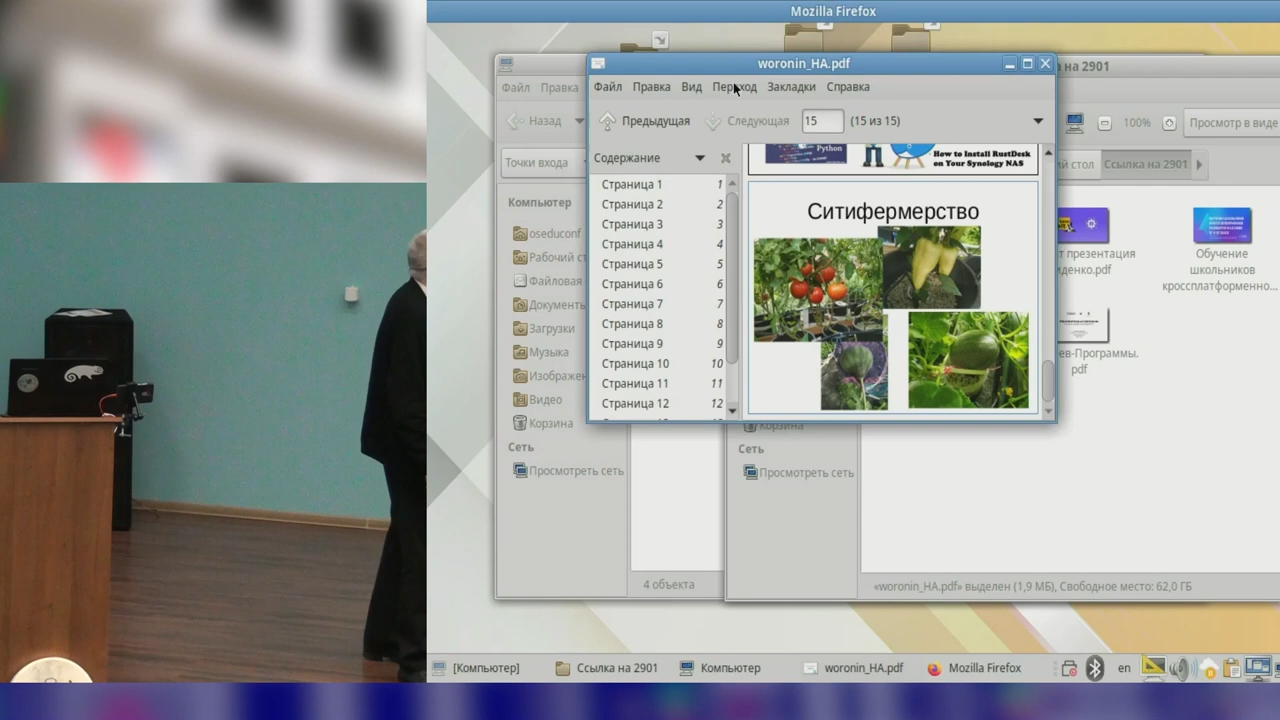 Mozilla Firefox
woronin_HA.pdf
на 2901
Файл Правка
Файл Правка Вид Переход Закладки Справка
Назад
Предыдущая Следующая 15 (15 из 15)
100% Просмотр в виде
Точки входа
Содержание
Python
How to Install RustDesk
on Your Synology NAS
й стол Ссылка на 2901
Страница 1 1
Страница 2 2
Страница 3 3
Страница 4 4
Страница 5 5
Страница 6 6
Страница 7 7
Страница 8 8
Страница 9 9
Страница 10 10
Страница 11 11
Страница 12 12
Ситифермерство
Компьютер
oseduconf
Рабочий ст
Файловая
Документь
Загрузки
Музыка
Изображен
Видео
Корзина
Сеть
Просмотреть сеть
4 объекта
т презентация
иденко.pdf
Обучение
школьников
кроссплатформенно...
ев-Программы.
pdf
Корзина
Сеть
Просмотреть сеть
«woronin_HA.pdf» выделен (1,9 МБ), Свободное место: 62,0 ГБ
[Компьютер] Ссылка на 2901 Компьютер woronin_HA.pdf Mozilla Firefox en